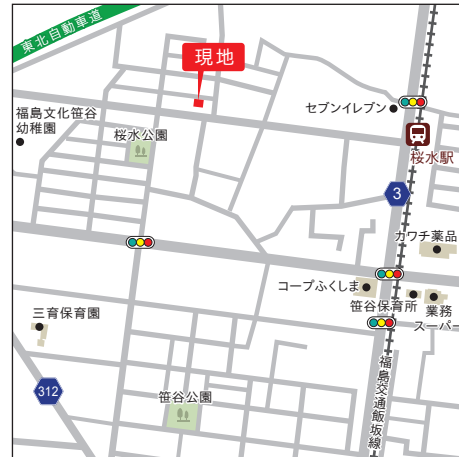 東北自動車道
現地
セブンイレブン
福島文化笹谷
幼稚園
桜水公園
桜水駅
3
カワチ薬品
コープふくしま
笹谷保育所
業務
スーパー
三育保育園
福島交通飯坂線
312
笹谷公園